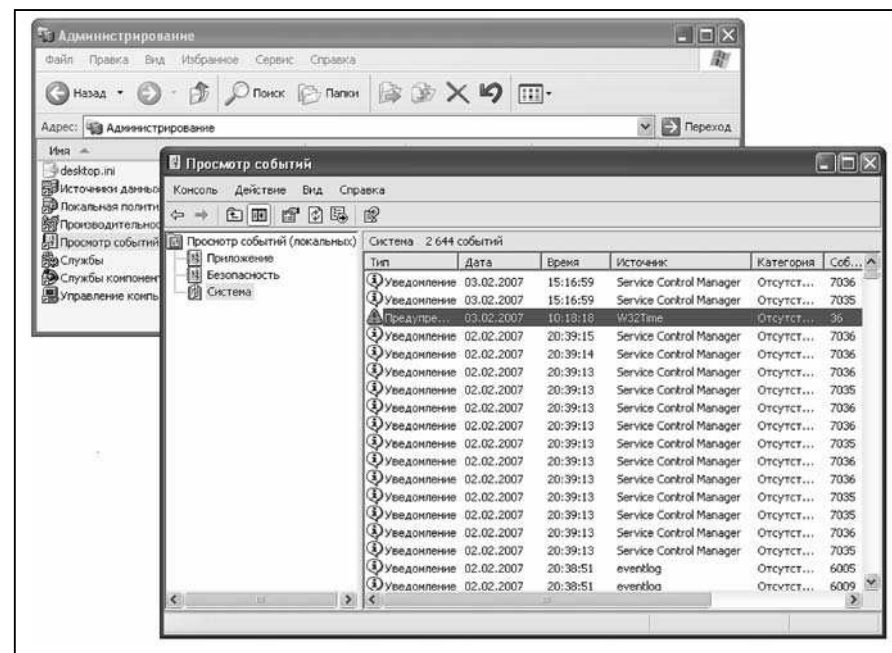 Администрирование
Файл Правка Вид Избранное Сервис Справка
Назад Поиск Папки
Адрес: Администрирование Переход
Имя
desktop.ini
Источники данных
Локальная полити
Производительнос
Просмотр событий
Службы
Службы компонент
Управление компь
Просмотр событий
Консоль Действие Вид Справка
Просмотр событий (локальных)
Приложение
Безопасность
Система
Система 2 644 событий
Тип Дата Время Источник Категория Соб...
Уведомление 03.02.2007 15:16:59 Service Control Manager Отсутст... 7036
Уведомление 03.02.2007 15:16:59 Service Control Manager Отсутст... 7035
Предупре... 03.02.2007 10:18:18 W32Time Отсутст... 36
Уведомление 02.02.2007 20:39:15 Service Control Manager Отсутст... 7036
Уведомление 02.02.2007 20:39:14 Service Control Manager Отсутст... 7036
Уведомление 02.02.2007 20:39:13 Service Control Manager Отсутст... 7036
Уведомление 02.02.2007 20:39:13 Service Control Manager Отсутст... 7035
Уведомление 02.02.2007 20:39:13 Service Control Manager Отсутст... 7036
Уведомление 02.02.2007 20:39:13 Service Control Manager Отсутст... 7036
Уведомление 02.02.2007 20:39:13 Service Control Manager Отсутст... 7035
Уведомление 02.02.2007 20:39:13 Service Control Manager Отсутст... 7036
Уведомление 02.02.2007 20:39:13 Service Control Manager Отсутст... 7036
Уведомление 02.02.2007 20:39:13 Service Control Manager Отсутст... 7035
Уведомление 02.02.2007 20:39:13 Service Control Manager Отсутст... 7035
Уведомление 02.02.2007 20:39:13 Service Control Manager Отсутст... 7036
Уведомление 02.02.2007 20:39:13 Service Control Manager Отсутст... 7035
Уведомление 02.02.2007 20:38:51 eventlog Отсутст... 6005
Уведомление 02.02.2007 20:38:51 eventlog Отсутст... 6009